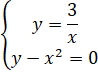 y = 3/x
y − x² = 0